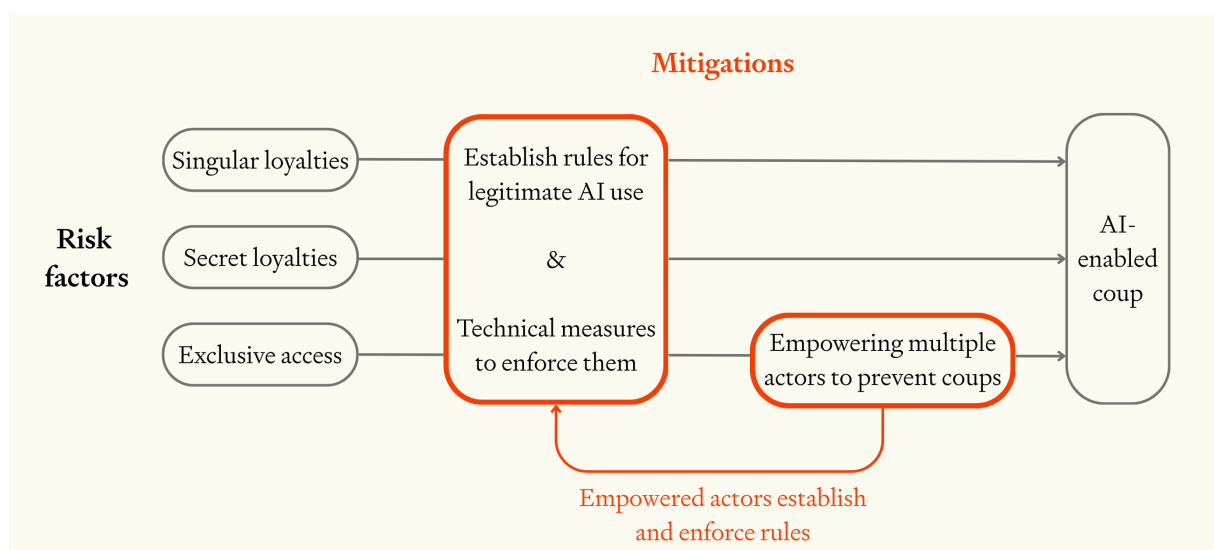 Mitigations
Risk
factors
Singular loyalties
Secret loyalties
Exclusive access
Establish rules for
legitimate AI use
&
Technical measures
to enforce them
Empowering multiple
actors to prevent coups
AI-
enabled
coup
Empowered actors establish
and enforce rules